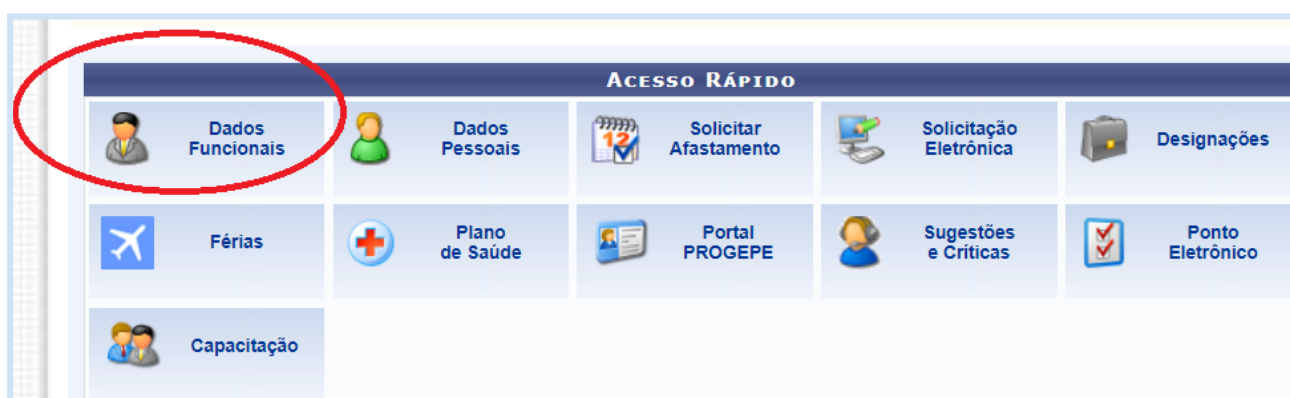 Acesso Rápido
Dados
Funcionais
Dados
Pessoais
12
Solicitar
Afastamento
Solicitação
Eletrônica
Designações
Férias
Plano
de Saúde
Portal
PROGEPE
Sugestões
e Críticas
Ponto
Eletrônico
Capacitação